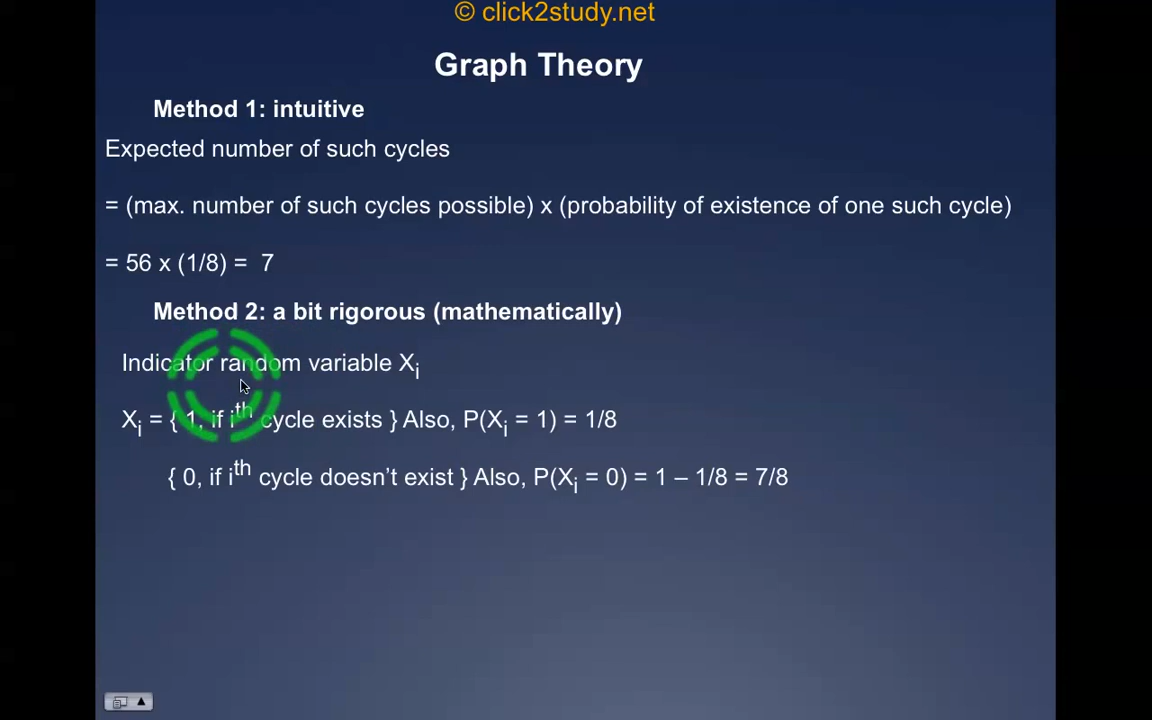 © click2study.net
Graph Theory
Method 1: intuitive
Expected number of such cycles
= (max. number of such cycles possible) x (probability of existence of one such cycle)
= 56 x (1/8) = 7
Method 2: a bit rigorous (mathematically)
Indicator random variable Xi
Xi = { 1, if ith cycle exists } Also, P(Xi = 1) = 1/8
{ 0, if ith cycle doesn’t exist } Also, P(Xi = 0) = 1 – 1/8 = 7/8